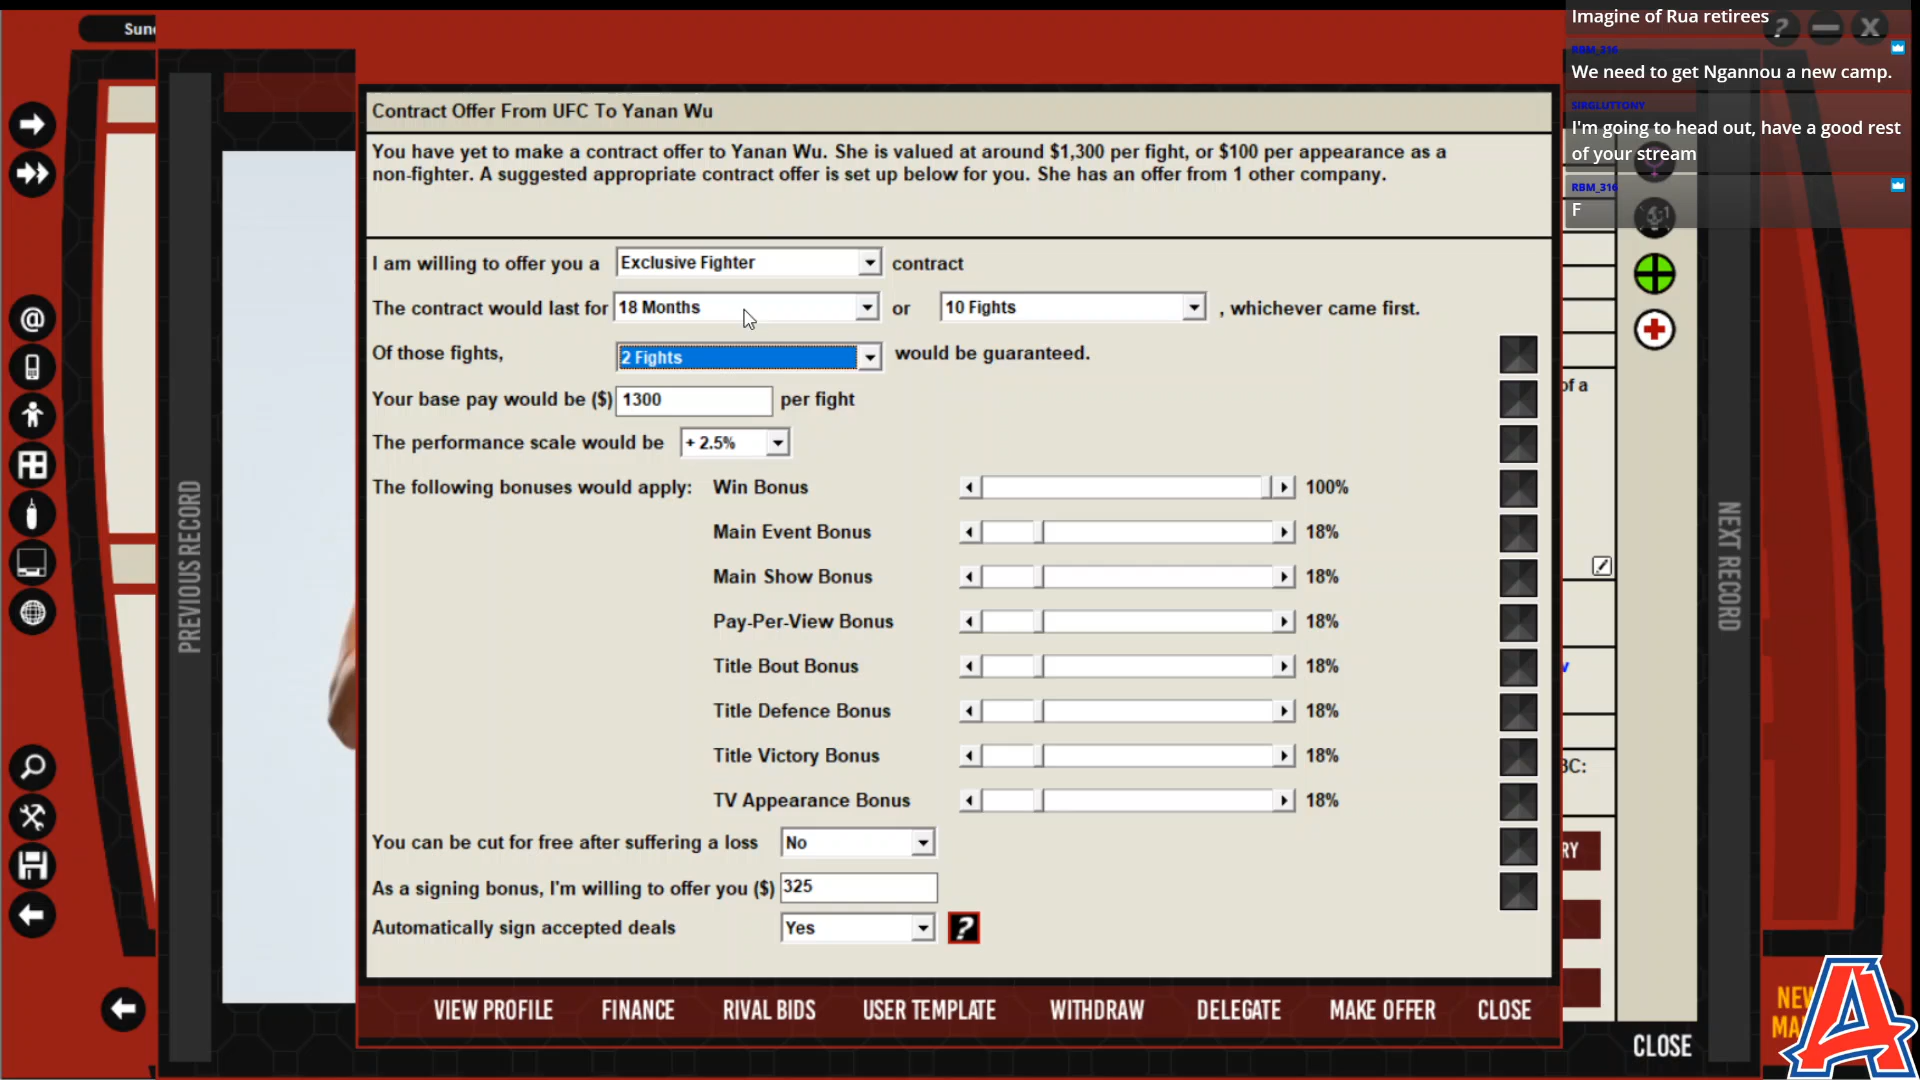 Sun
Imagine of Rua retirees
?
X
RBM_316
We need to get Ngannou a new camp.
SIRGLUTTONY
I'm going to head out, have a good rest
of your stream
RBM_316
F
Contract Offer From UFC To Yanan Wu
You have yet to make a contract offer to Yanan Wu. She is valued at around $1,300 per fight, or $100 per appearance as a
non-fighter. A suggested appropriate contract offer is set up below for you. She has an offer from 1 other company.
I am willing to offer you a Exclusive Fighter contract
The contract would last for 18 Months or 10 Fights , whichever came first.
Of those fights, 2 Fights would be guaranteed.
Your base pay would be ($) 1300 per fight
The performance scale would be + 2.5%
The following bonuses would apply: Win Bonus 100%
Main Event Bonus 18%
Main Show Bonus 18%
Pay-Per-View Bonus 18%
Title Bout Bonus 18%
Title Defence Bonus 18%
Title Victory Bonus 18%
TV Appearance Bonus 18%
You can be cut for free after suffering a loss No
As a signing bonus, I'm willing to offer you ($) 325
Automatically sign accepted deals Yes ?
VIEW PROFILE FINANCE RIVAL BIDS USER TEMPLATE WITHDRAW DELEGATE MAKE OFFER CLOSE
PREVIOUS RECORD
NEXT RECORD
of a
BC:
RY
CLOSE
NEW
MA
A
@